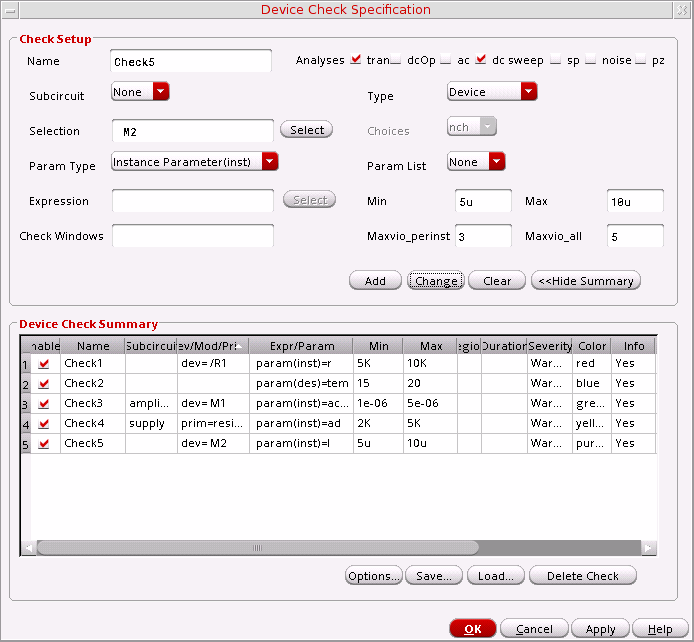 Device Check Specification
Check Setup
Name Check5 Analyses tran dcOp ac dc sweep sp noise pz
Subcircuit None Type Device
Selection M2 Select Choices nch
Param Type Instance Parameter(inst) Param List None
Expression Select Min 5u Max 10u
Check Windows Maxvio_perinst 3 Maxvio_all 5
Add Change Clear <<Hide Summary
Device Check Summary
nable Name Subcircui ev/Mod/Pri Expr/Param Min Max egio Duration Severity Color Info
1 Check1 dev= /R1 param(inst)=r 5K 10K War... red Yes
2 Check2 param(des)=tem 15 20 War... blue Yes
3 Check3 ampli... dev= M1 param(inst)=ac... 1e-06 5e-06 War... gre... Yes
4 Check4 supply prim=resi... param(inst)=ad 2K 5K War... yell... Yes
5 Check5 dev= M2 param(inst)=l 5u 10u War... pur... Yes
Options... Save... Load... Delete Check
OK Cancel Apply Help